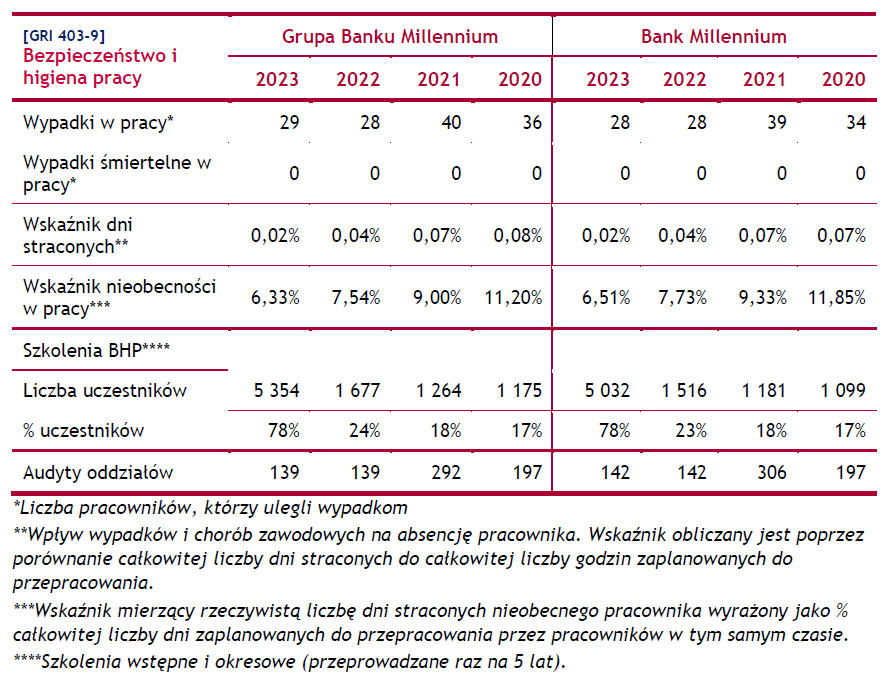 [GRI 403-9]
Bezpieczeństwo i
higiena pracy
Grupa Banku Millennium Bank Millennium
2023 2022 2021 2020 2023 2022 2021 2020
Wypadki w pracy* 29 28 40 36 28 28 39 34
Wypadki śmiertelne w
pracy* 0 0 0 0 0 0 0 0
Wskaźnik dni
straconych** 0,02% 0,04% 0,07% 0,08% 0,02% 0,04% 0,07% 0,07%
Wskaźnik nieobecności
w pracy*** 6,33% 7,54% 9,00% 11,20% 6,51% 7,73% 9,33% 11,85%
Szkolenia BHP****
Liczba uczestników 5 354 1 677 1 264 1 175 5 032 1 516 1 181 1 099
% uczestników 78% 24% 18% 17% 78% 23% 18% 17%
Audyty oddziałów 139 139 292 197 142 142 306 197
*Liczba pracowników, którzy ulegli wypadkom
**Wpływ wypadków i chorób zawodowych na absencję pracownika. Wskaźnik obliczany jest poprzez
porównanie całkowitej liczby dni straconych do całkowitej liczby godzin zaplanowanych do
przepracowania.
***Wskaźnik mierzący rzeczywistą liczbę dni straconych nieobecnego pracownika wyrażony jako %
całkowitej liczby dni zaplanowanych do przepracowania przez pracowników w tym samym czasie.
****Szkolenia wstępne i okresowe (przeprowadzane raz na 5 lat).